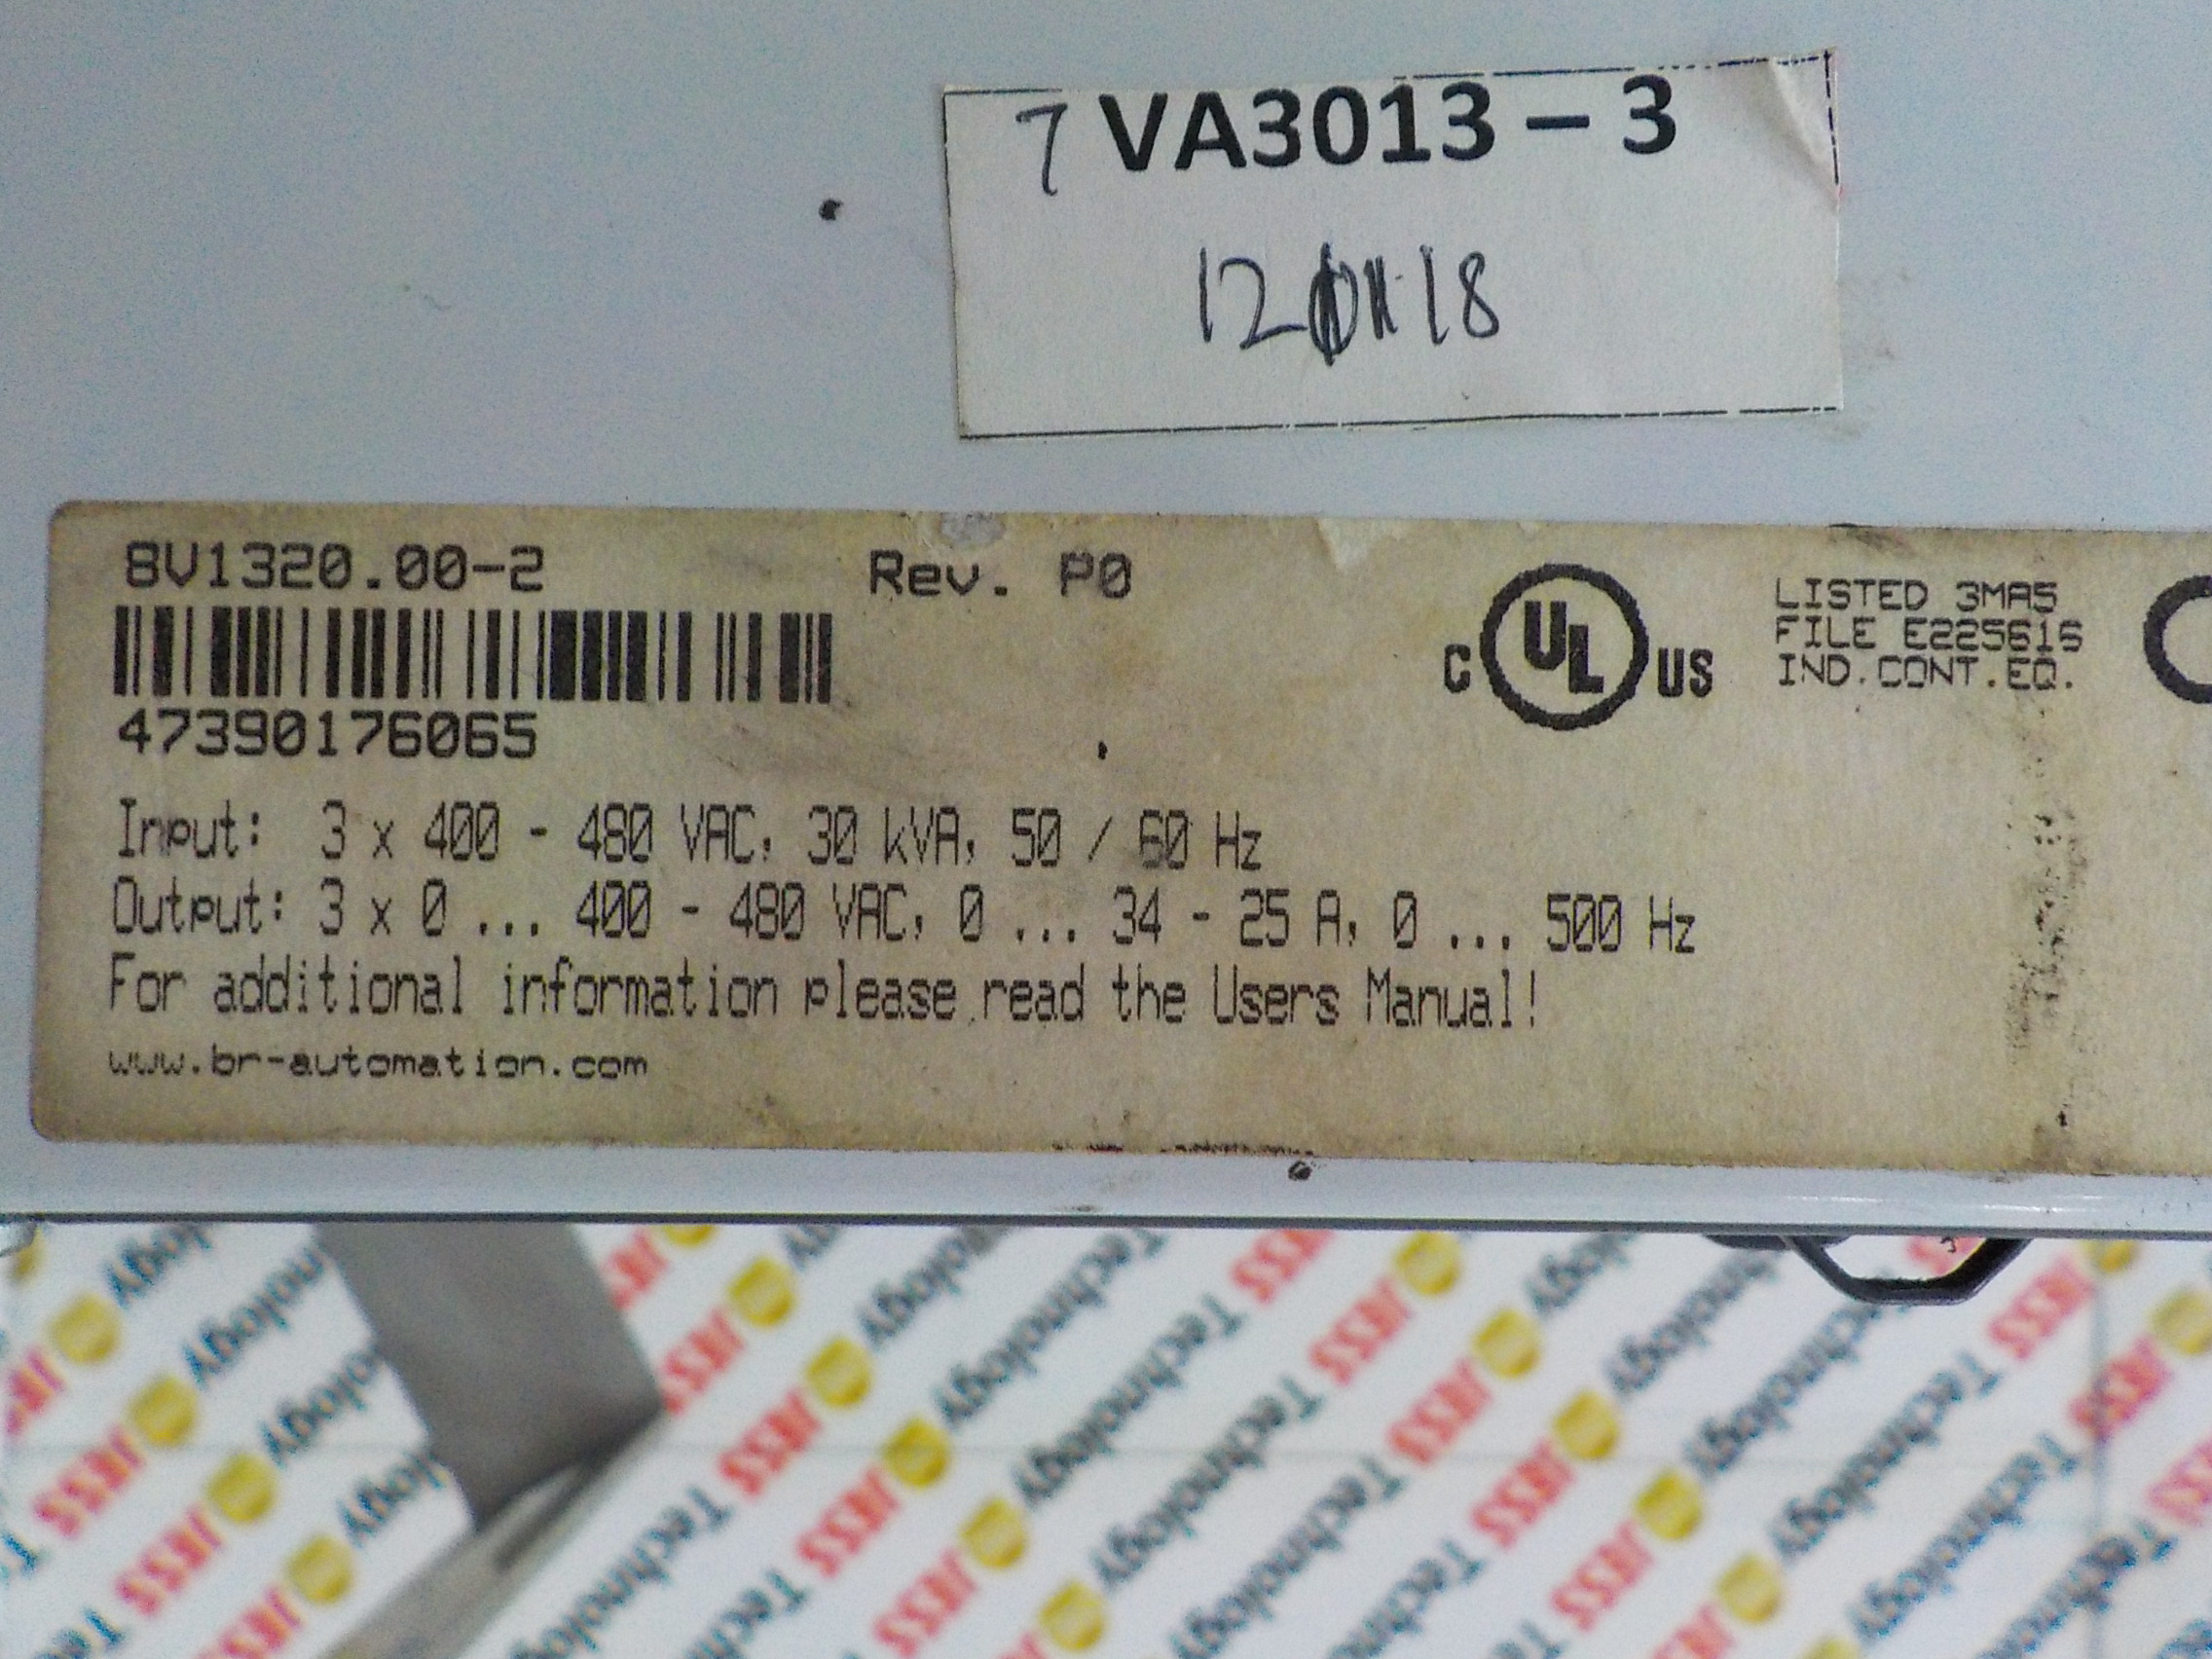 7 VA3013 – 3
8V1320.00-2 Rev. P0
47390176065
C UL US
LISTED 3MA5
FILE E225616
IND.CONT.EQ.
Input: 3 x 400 - 480 VAC, 30 kVA, 50 / 60 Hz
Output: 3 x 0 ... 400 - 480 VAC, 0 ... 34 - 25 A, 0 ... 500 Hz
For additional information please read the Users Manual!
www.br-automation.com
JESS Technology